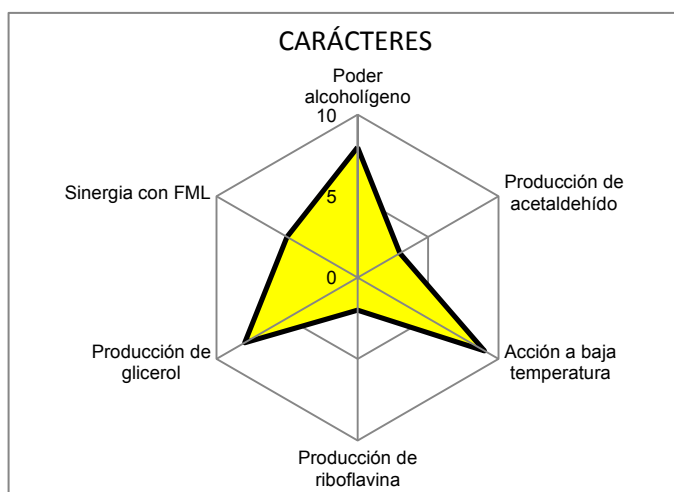 CARÁCTERES
Poder
alcoholígeno
10
Producción de
acetaldehído
Sinergia con FML
5
0
Producción de
glicerol
Acción a baja
temperatura
Producción de
riboflavina